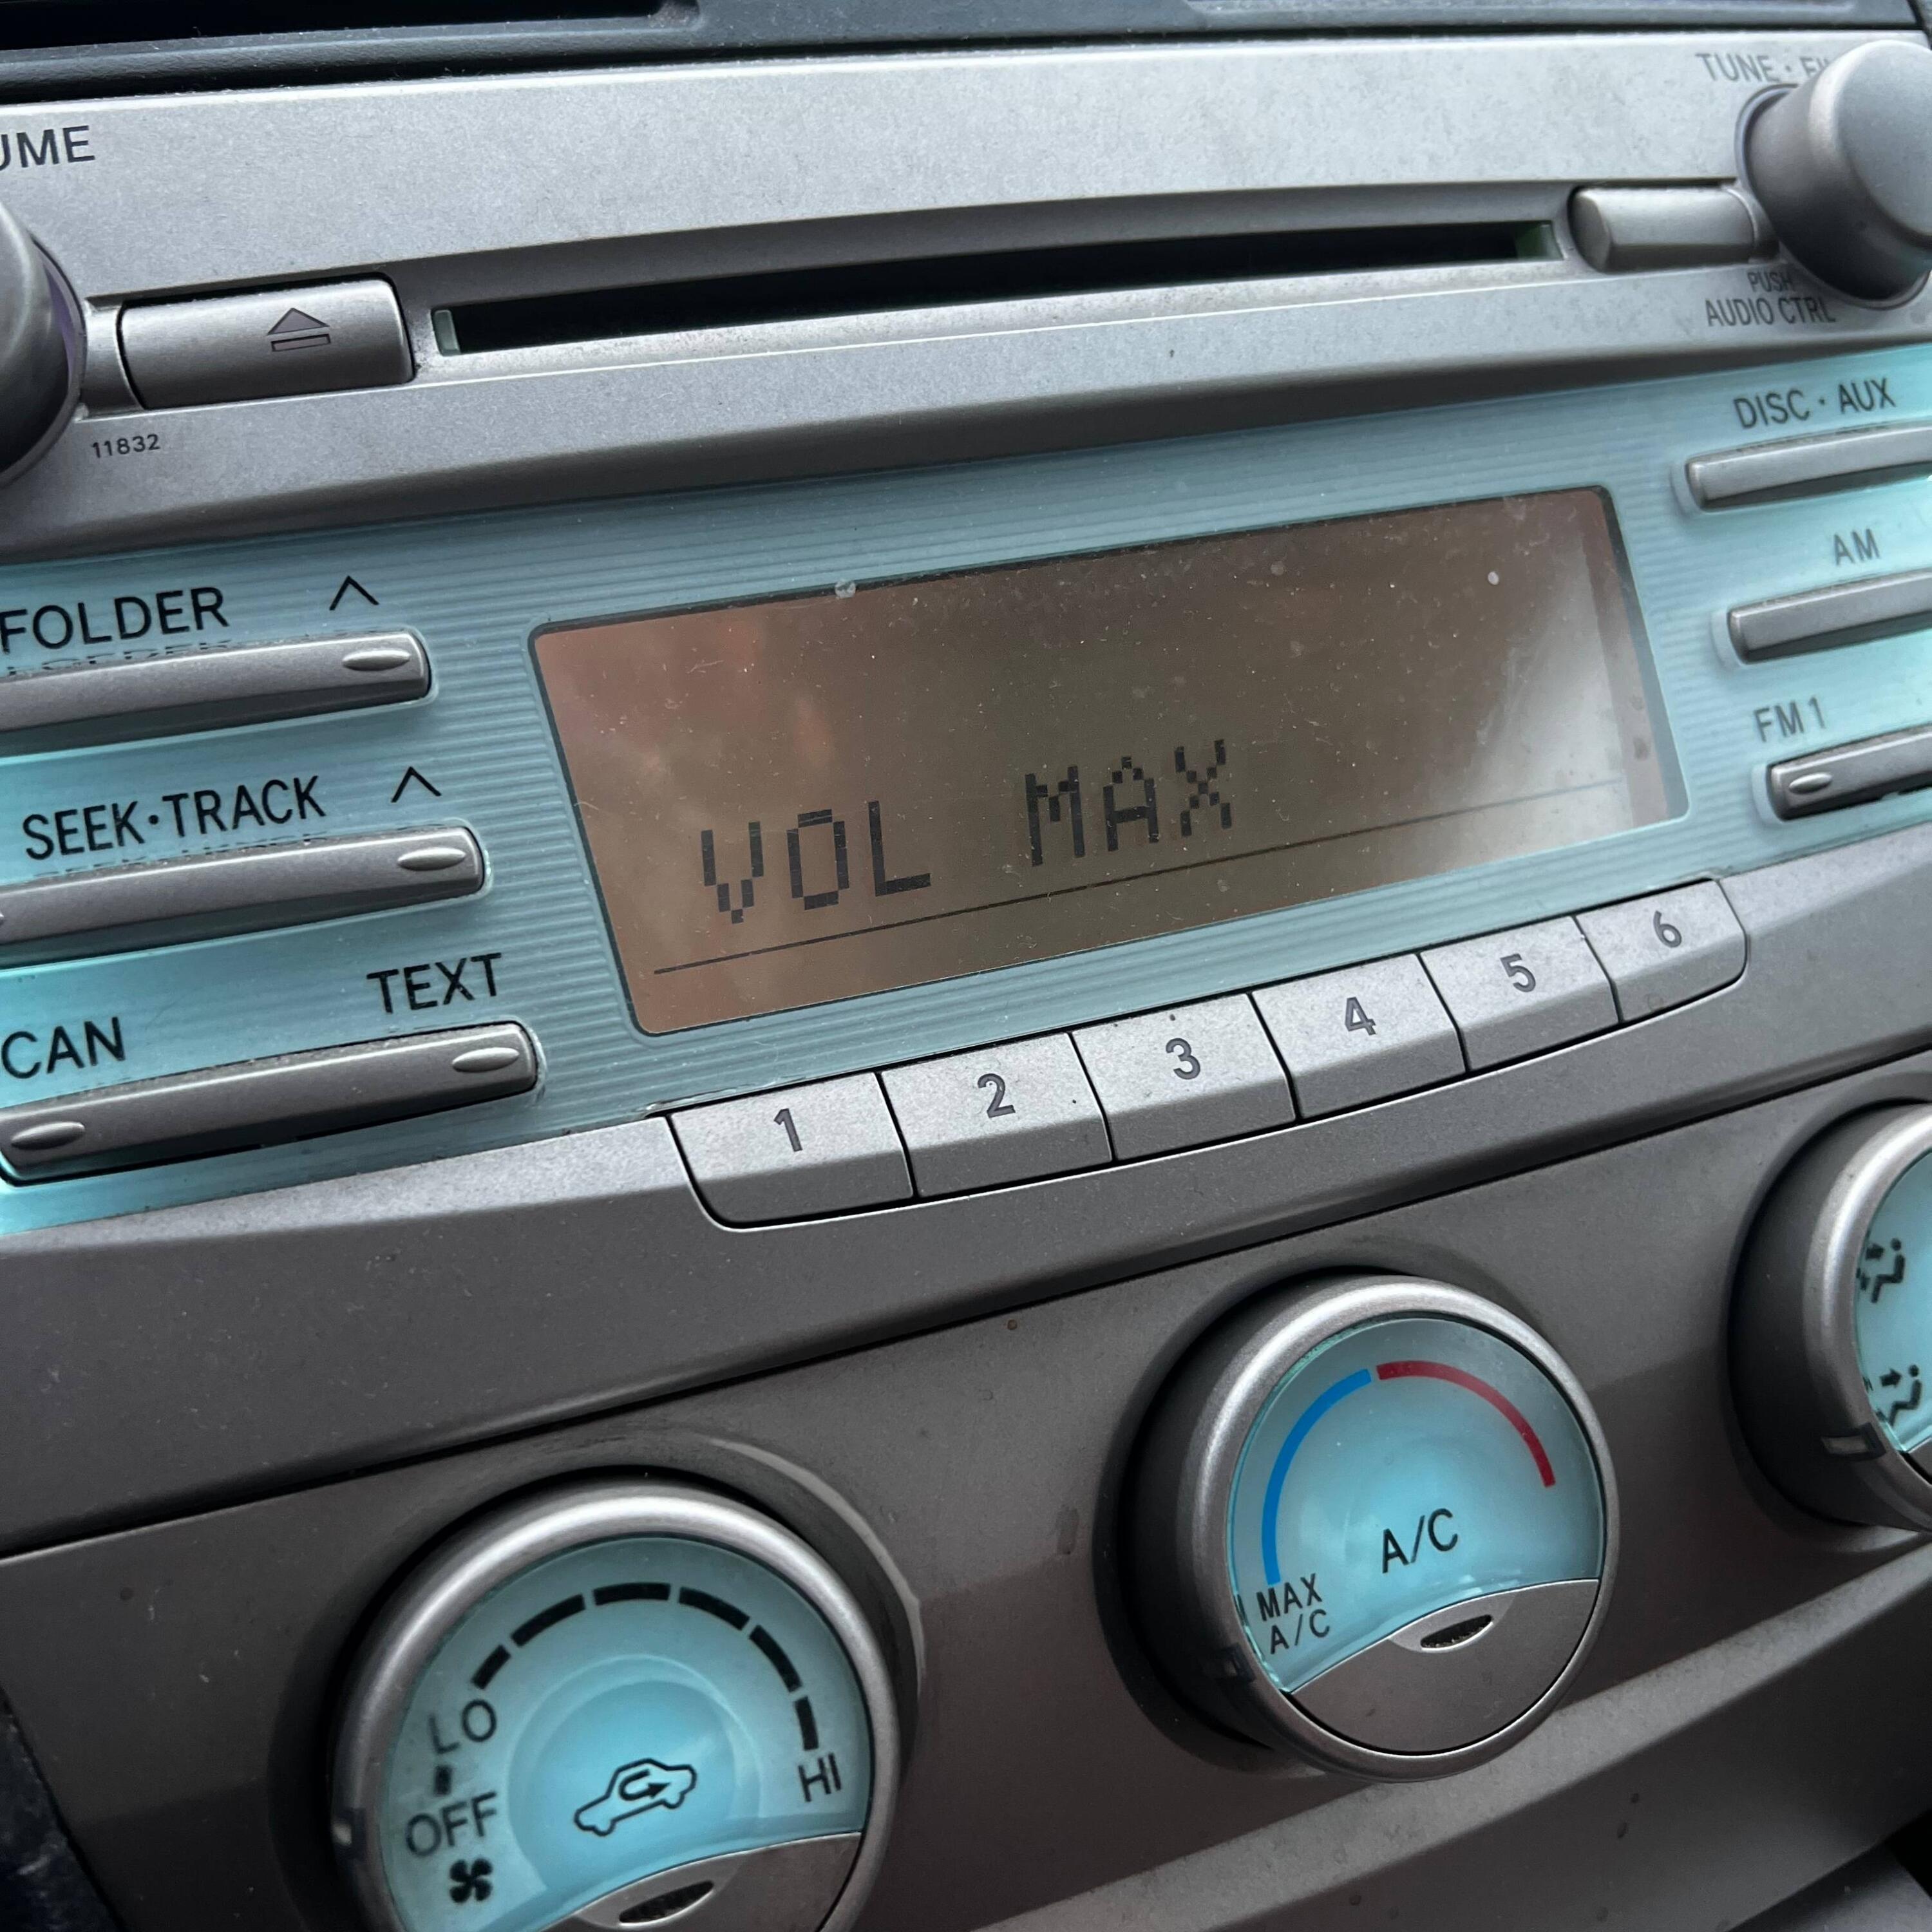 UME
TUNE · FI
PUSH
AUDIO CTRL
11832
DISC · AUX
AM
FM 1
FOLDER ∧
SEEK·TRACK ∧
CAN TEXT
VOL MAX
1 2 3 4 5 6
A/C
MAX
A/C
LO
OFF
HI